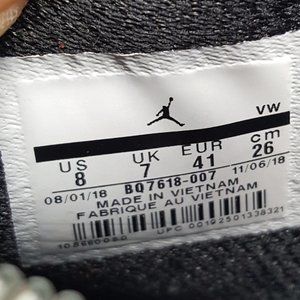 VW
US UK EUR cm
8 7 41 26
08/01/18 BQ7618-007 11/06/18
MADE IN VIETNAM
FABRIQUE AU VIETNAM
UPC 00192501338321